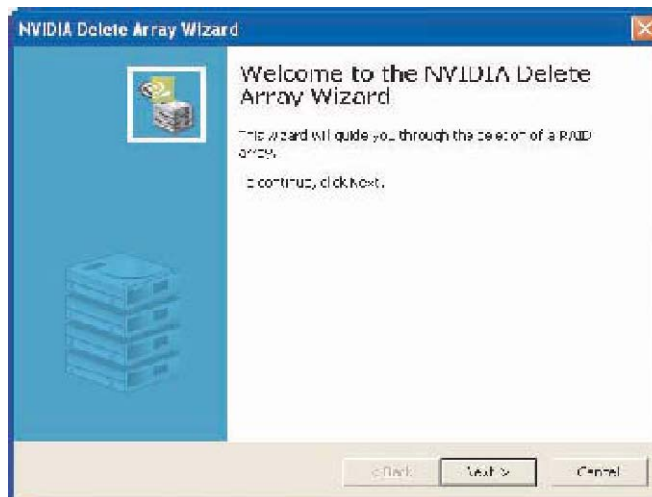 NVIDIA Delete Array Wizard
Welcome to the NVIDIA Delete
Array Wizard
This wizard will guide you through the deletion of a RAID
array.
To continue, click Next.
< Back
Next >
Cancel